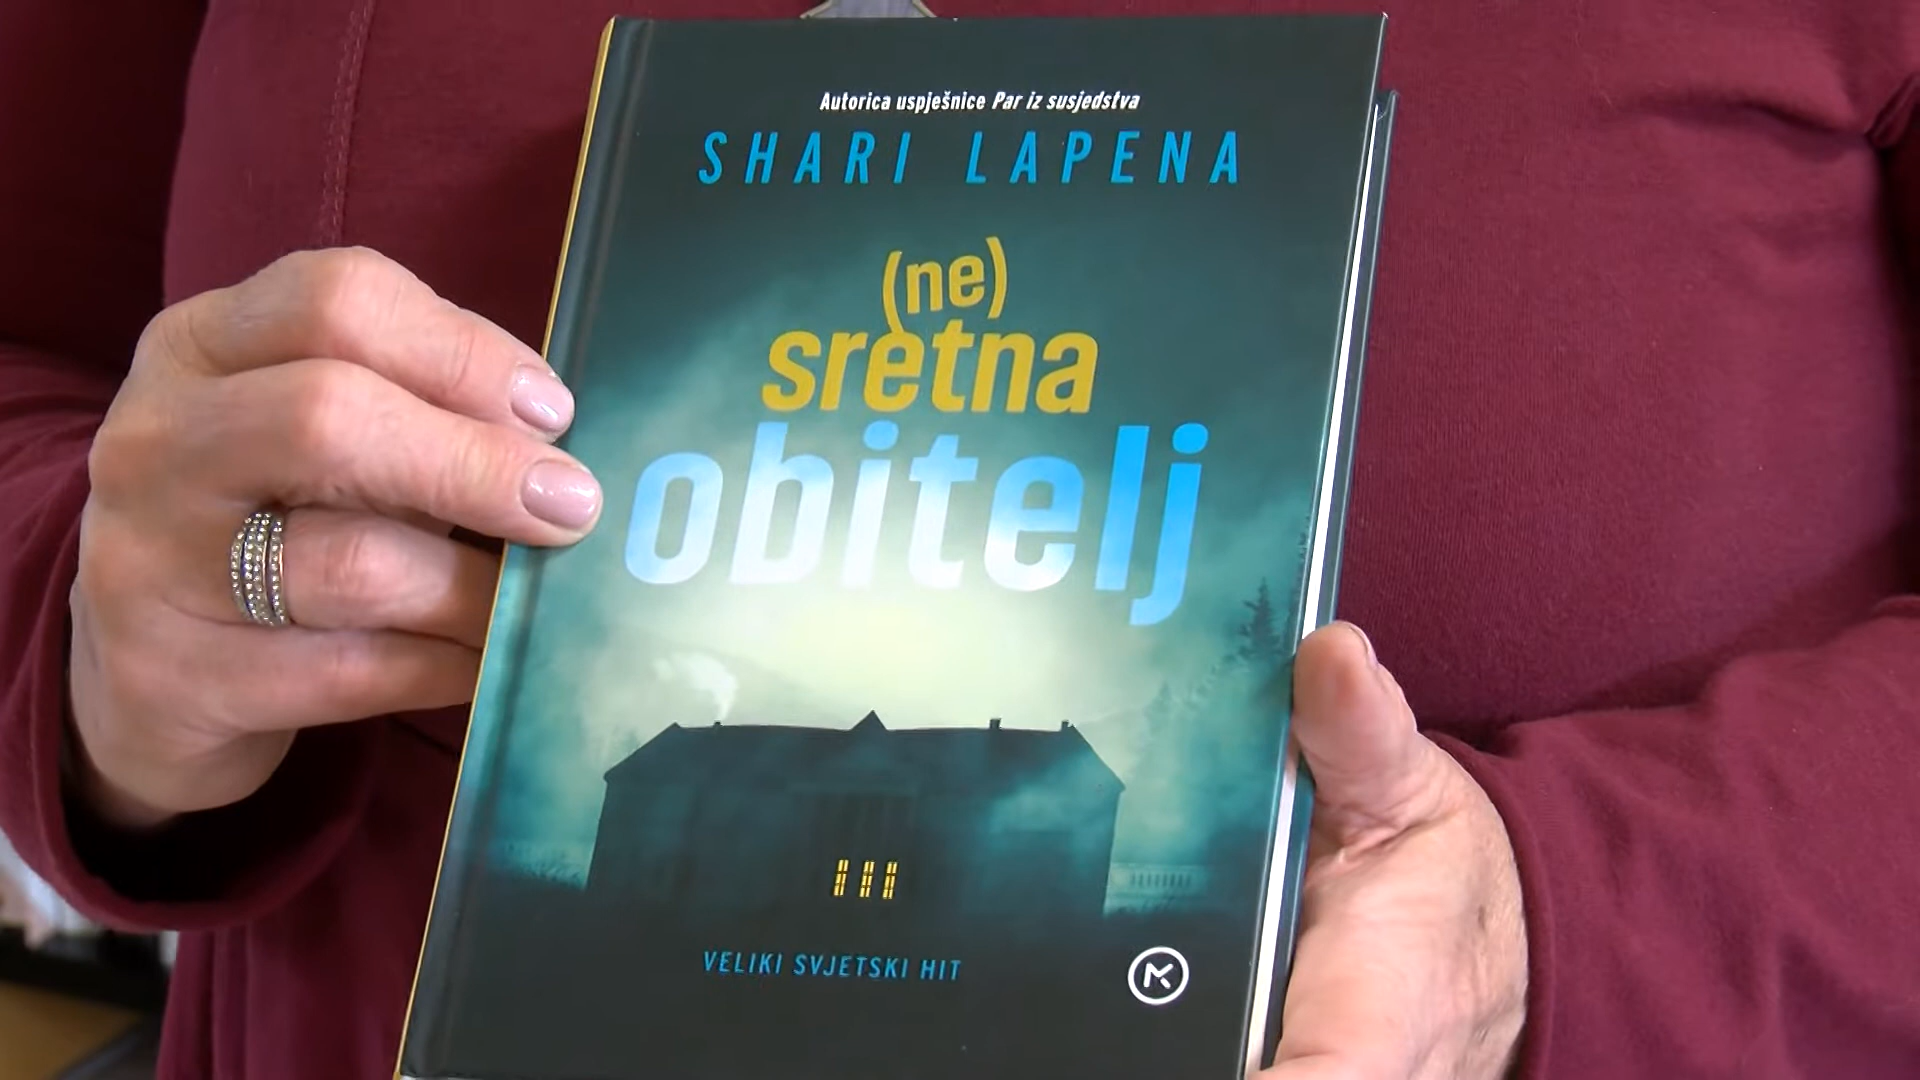 Autorica uspješnice Par iz susjedstva
SHARI LAPENA
(ne)
sretna
obitelj
VELIKI SVJETSKI HIT